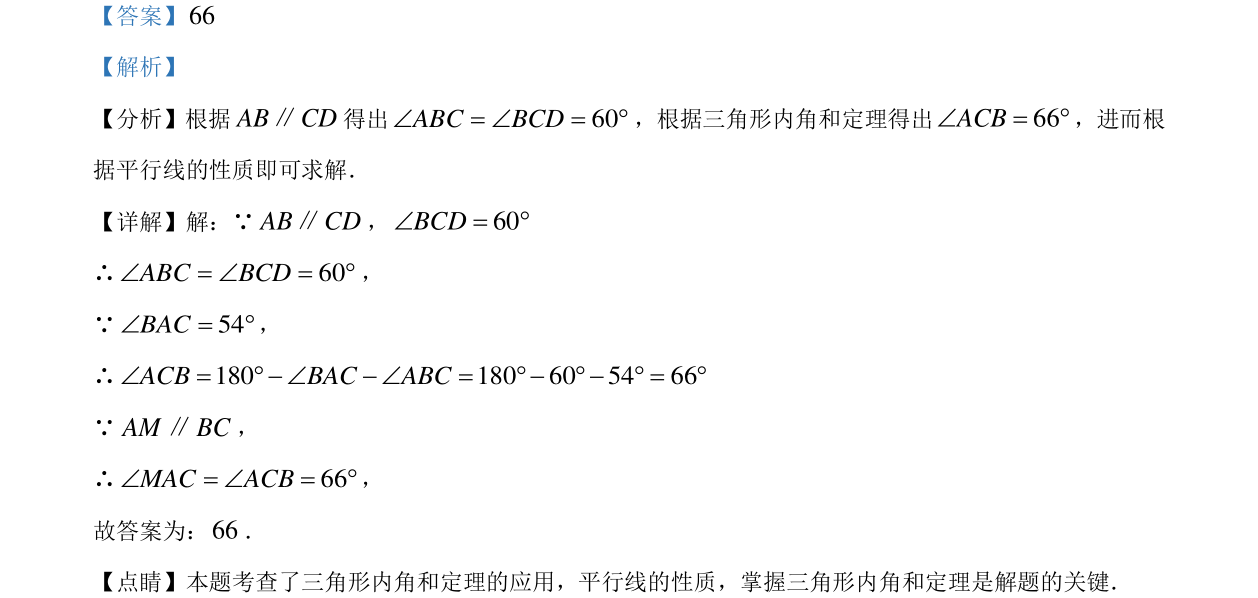 【答案】66
【解析】
【分析】根据 AB∥CD 得出∠ABC=∠BCD=60°，根据三角形内角和定理得出∠ACB=66°，进而根
据平行线的性质即可求解．
【详解】解：∵ AB∥CD，∠BCD=60°
∴∠ABC=∠BCD=60°，
∵∠BAC=54°，
∴∠ACB=180°−∠BAC−∠ABC=180°−60°−54°=66°
∵ AM∥BC，
∴∠MAC=∠ACB=66°，
故答案为：66．
【点睛】本题考查了三角形内角和定理的应用，平行线的性质，掌握三角形内角和定理是解题的关键．